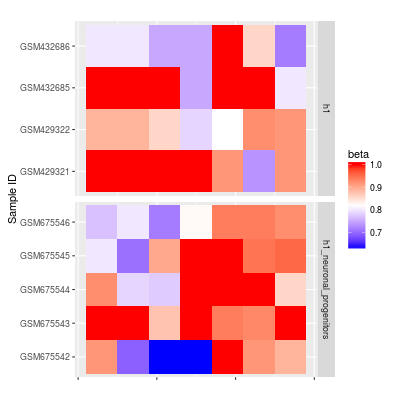 GSM432686
GSM432685
GSM429322
GSM429321
h1
GSM675546
GSM675545
GSM675544
GSM675543
GSM675542
h1_neuronal_progenitors
Sample ID
beta
1.0
0.9
0.8
0.7